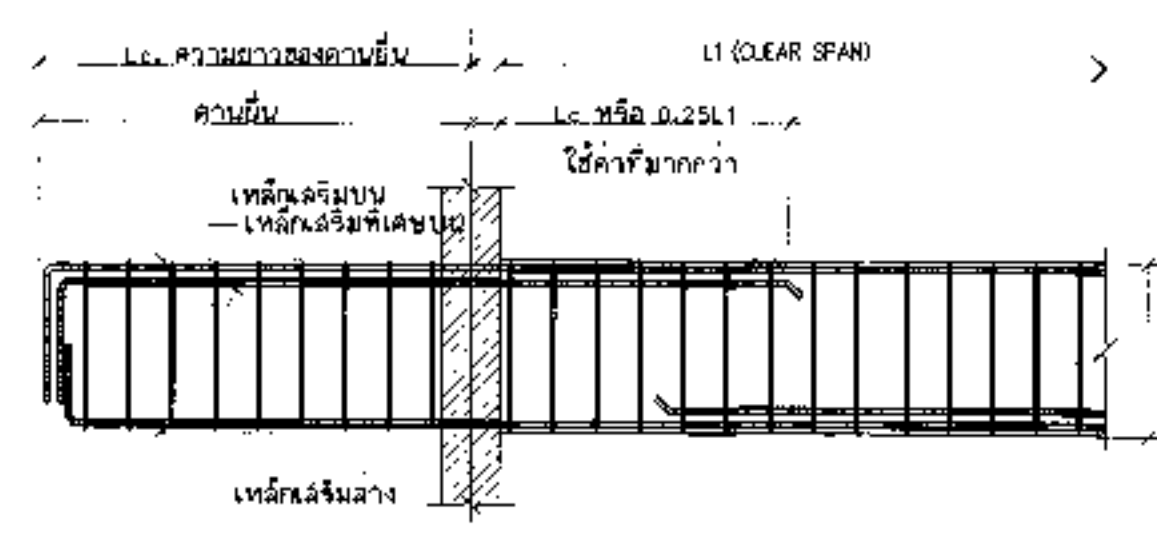 Lc. ความยาวของคานยื่น
L1 (CLEAR SPAN)
คานยื่น
Lc หรือ 0.25L1
ใช้ค่าที่มากกว่า
เหล็กเสริมบน
เหล็กเสริมพิเศษบน
เหล็กเสริมล่าง